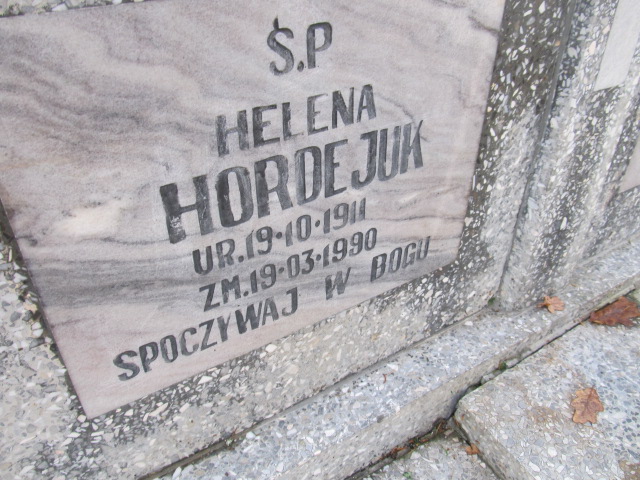 Ś.P
HELENA
HORDEJUK
UR.19·10·1911
ZM.19·03·1990
SPOCZYWAJ W BOGU